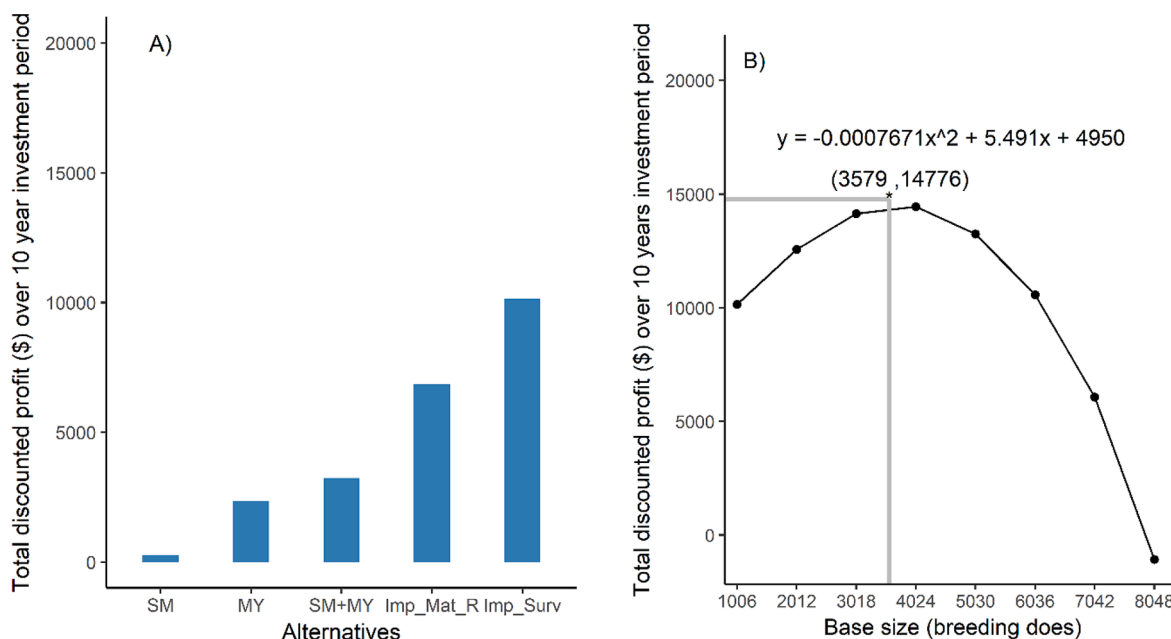 Total discounted profit ($) over 10 year investment period
A)
20000
15000
10000
5000
0
SM MY SM+MY Imp_Mat_R Imp_Surv
Alternatives
Total discounted profit ($) over 10 years investment period
B)
20000
15000
10000
5000
0
y = -0.0007671x^2 + 5.491x + 4950
(3579 ,14776)
*
1006 2012 3018 4024 5030 6036 7042 8048
Base size (breeding does)